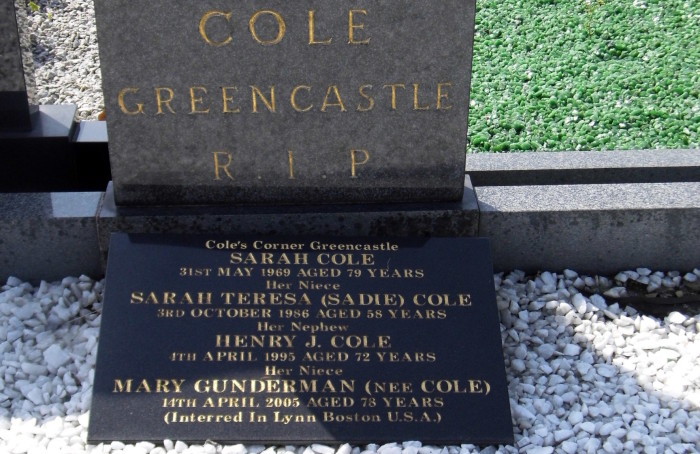 COLE
GREENCASTLE
R.I.P
Cole's Corner Greencastle
SARAH COLE
31ST MAY 1969 AGED 79 YEARS
Her Niece
SARAH TERESA (SADIE) COLE
3RD OCTOBER 1986 AGED 58 YEARS
Her Nephew
HENRY J. COLE
4TH APRIL 1995 AGED 72 YEARS
Her Niece
MARY GUNDERMAN (NEE COLE)
14TH APRIL 2005 AGED 78 YEARS
(Interred In Lynn Boston U.S.A.)